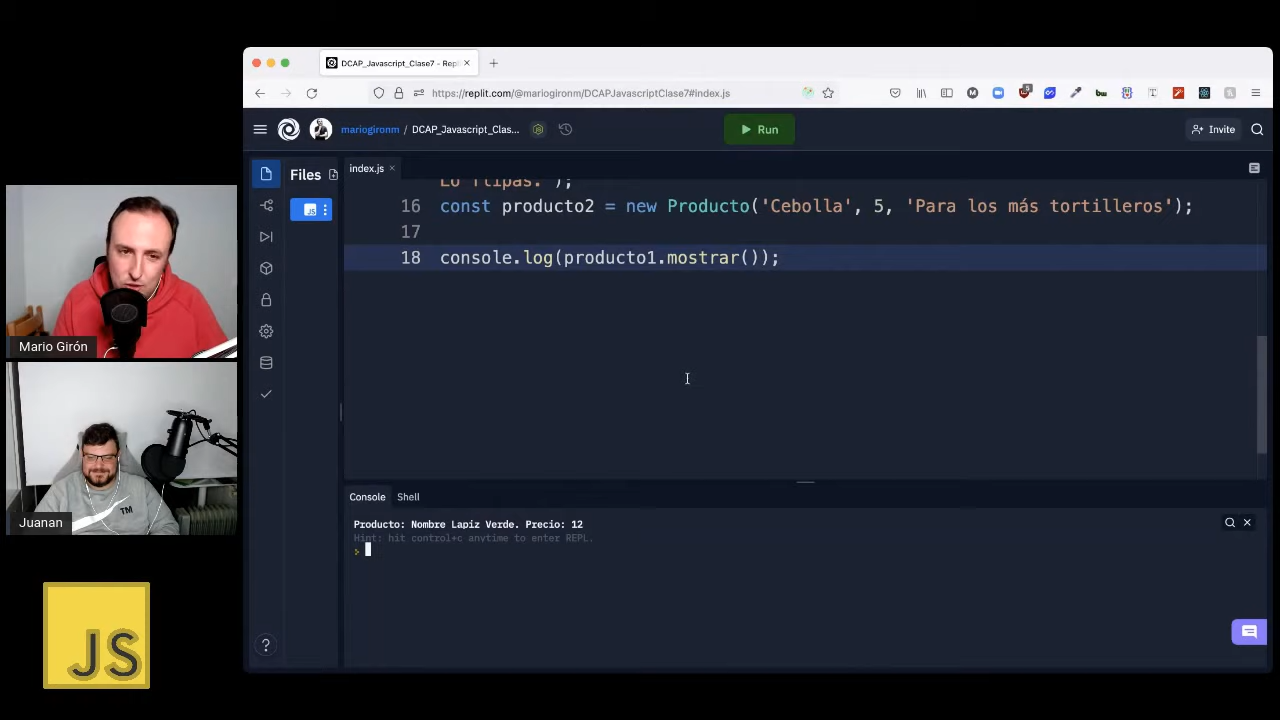 DCAP_Javascript_Clase7 - Repl
https://replit.com/@mariogironm/DCAPJavascriptClase7#index.js
mariogironm / DCAP_Javascript_Clas...
Run
Invite
Files
index.js
Lo flipas.');
16 const producto2 = new Producto('Cebolla', 5, 'Para los más tortilleros');
17
18 console.log(producto1.mostrar());
Mario Girón
Juanan
TM
Console Shell
Producto: Nombre Lapiz Verde. Precio: 12
Hint: hit control+c anytime to enter REPL.
JS
?